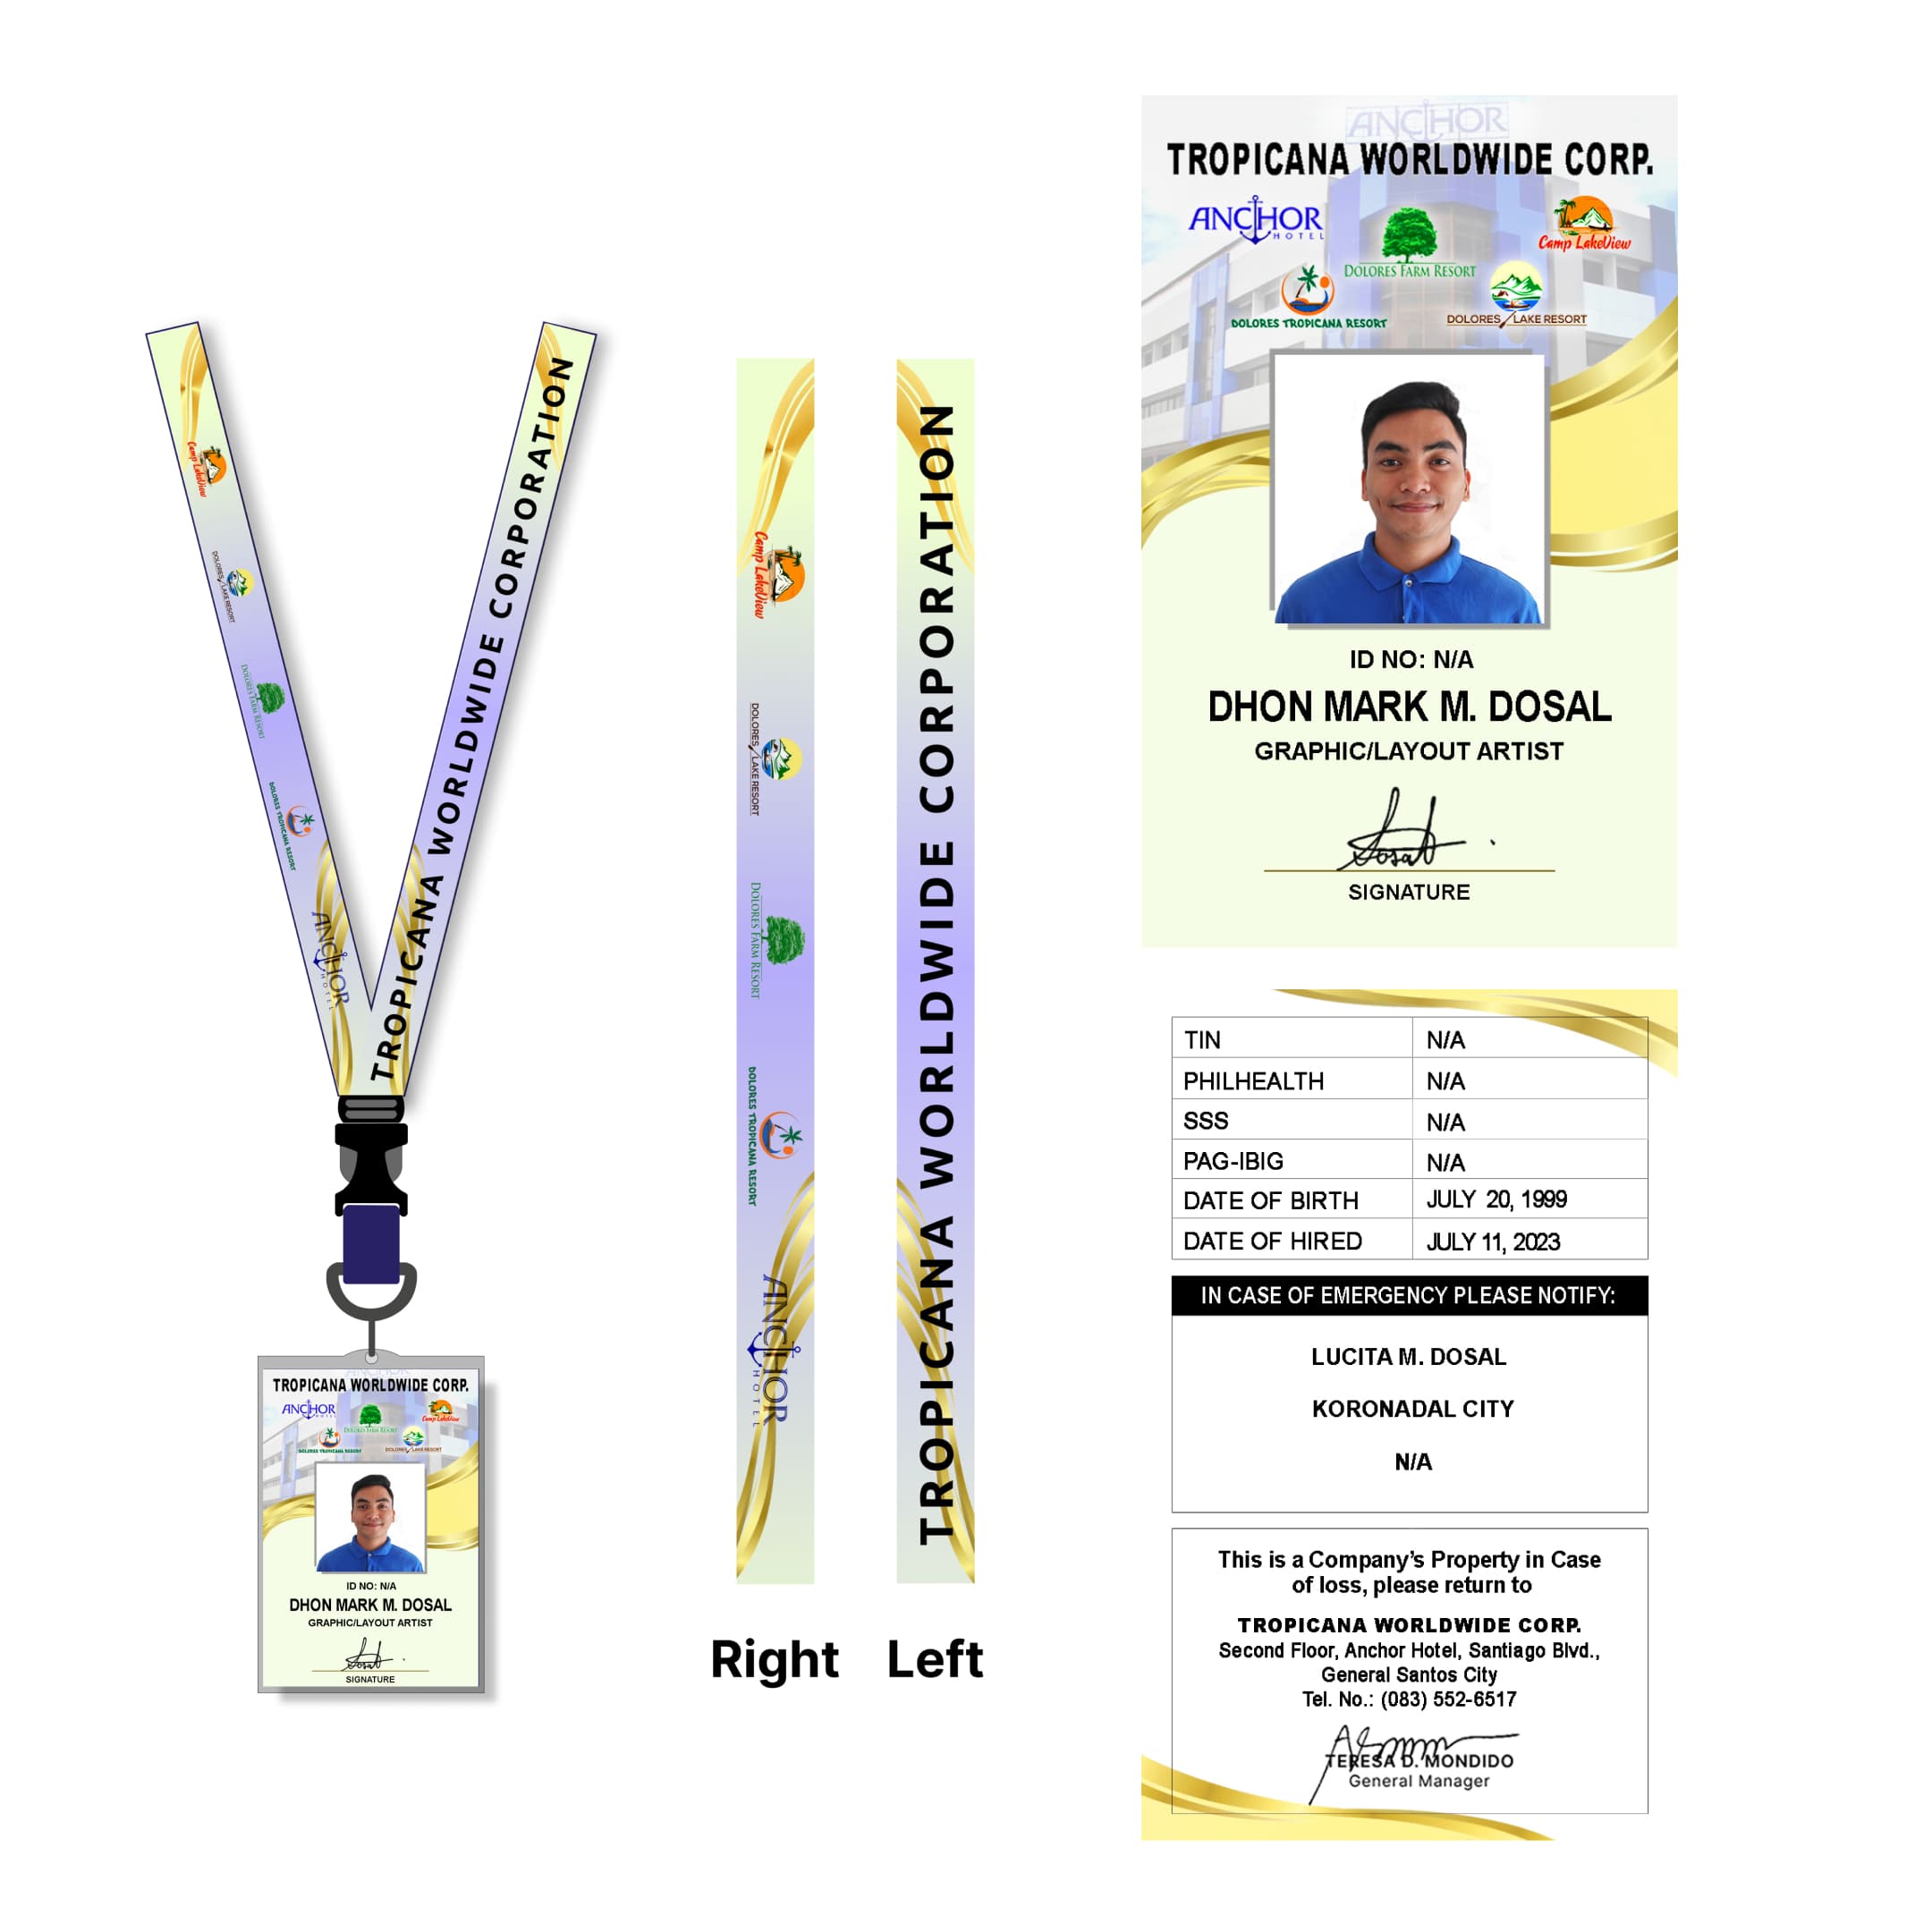 Camp LakeView
DOLORES LAKE RESORT
DOLORES FARM RESORT
DOLORES TROPICANA RESORT
ANCHOR
HOTEL
TROPICANA WORLDWIDE CORPORATION
ANCHOR
TROPICANA WORLDWIDE CORP.
ANCHOR
HOTEL
DOLORES FARM RESORT
Camp LakeView
DOLORES TROPICANA RESORT
DOLORES LAKE RESORT
ID NO: N/A
DHON MARK M. DOSAL
GRAPHIC/LAYOUT ARTIST
Dosal
SIGNATURE
Camp LakeView
DOLORES LAKE RESORT
DOLORES FARM RESORT
DOLORES TROPICANA RESORT
ANCHOR
HOTEL
Right
TROPICANA WORLDWIDE CORPORATION
Left
ANCHOR
TROPICANA WORLDWIDE CORP.
ANCHOR
HOTEL
DOLORES FARM RESORT
Camp LakeView
DOLORES TROPICANA RESORT
DOLORES LAKE RESORT
ID NO: N/A
DHON MARK M. DOSAL
GRAPHIC/LAYOUT ARTIST
Dosal
SIGNATURE
TIN N/A
PHILHEALTH N/A
SSS N/A
PAG-IBIG N/A
DATE OF BIRTH JULY 20, 1999
DATE OF HIRED JULY 11, 2023
IN CASE OF EMERGENCY PLEASE NOTIFY:
LUCITA M. DOSAL
KORONADAL CITY
N/A
This is a Company's Property in Case
of loss, please return to
TROPICANA WORLDWIDE CORP.
Second Floor, Anchor Hotel, Santiago Blvd.,
General Santos City
Tel. No.: (083) 552-6517
TERESA D. MONDIDO
General Manager